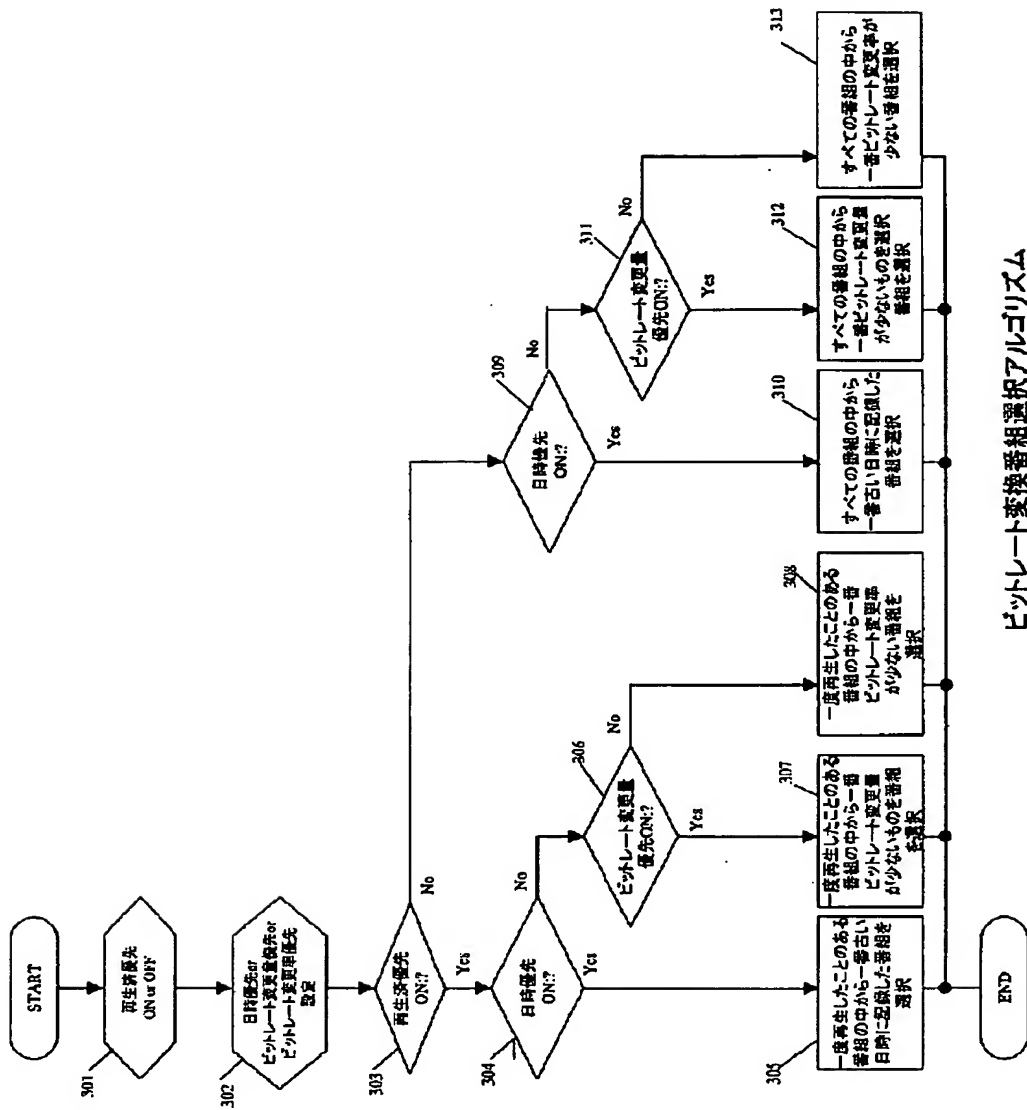 START
301
再生済優先
ON or OFF
302
日時優先or
ビットレート変更量優先or
ビットレート変更率優先
設定
303
再生済優先
ON:?
Yes
No
304
日時優先
ON:?
Yes
No
305
一度再生したことのある
番組の中から一番古い
日時に記録した番組を
選択
306
ビットレート変更量
優先ON:?
Yes
No
307
一度再生したことのある
番組の中から一番
ビットレート変更量
が少ないものを番組
を選択
308
一度再生したことのある
番組の中から一番
ビットレート変更率
が少ない番組を
選択
309
日時優先
ON:?
Yes
No
310
すべての番組の中から
一番古い日時に記録した
番組を選択
311
ビットレート変更量
優先ON:?
Yes
No
312
すべての番組の中から
一番ビットレート変更量
が少ないものを選択
番組を選択
313
すべての番組の中から
一番ビットレート変更率が
少ない番組を選択
END
ビットレート変換番組選択アルゴリズム